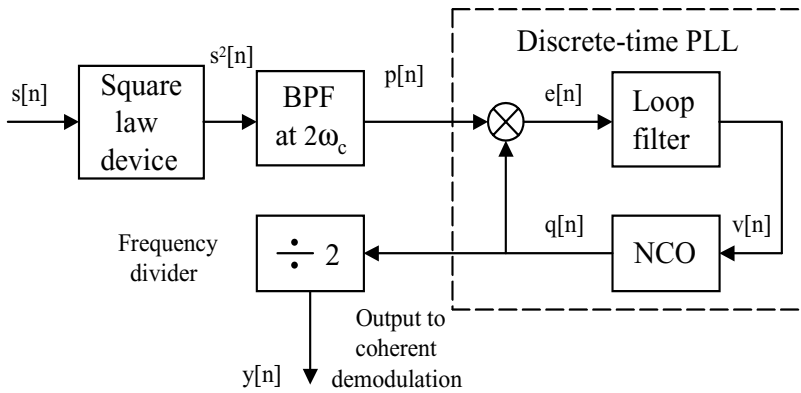 Discrete-time PLL
s[n]
Square
law
device
s²[n]
BPF
at 2ω_c
p[n]
e[n]
Loop
filter
Frequency
divider
÷ 2
q[n]
NCO
v[n]
Output to
coherent
demodulation
y[n]